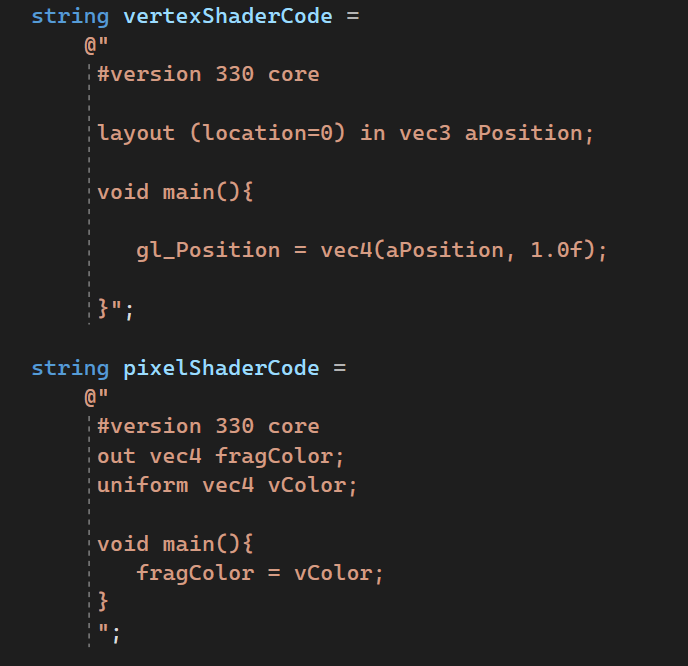 string vertexShaderCode =
@"
#version 330 core
layout (location=0) in vec3 aPosition;
void main(){
gl_Position = vec4(aPosition, 1.0f);
}";
string pixelShaderCode =
@"
#version 330 core
out vec4 fragColor;
uniform vec4 vColor;
void main(){
fragColor = vColor;
}
";